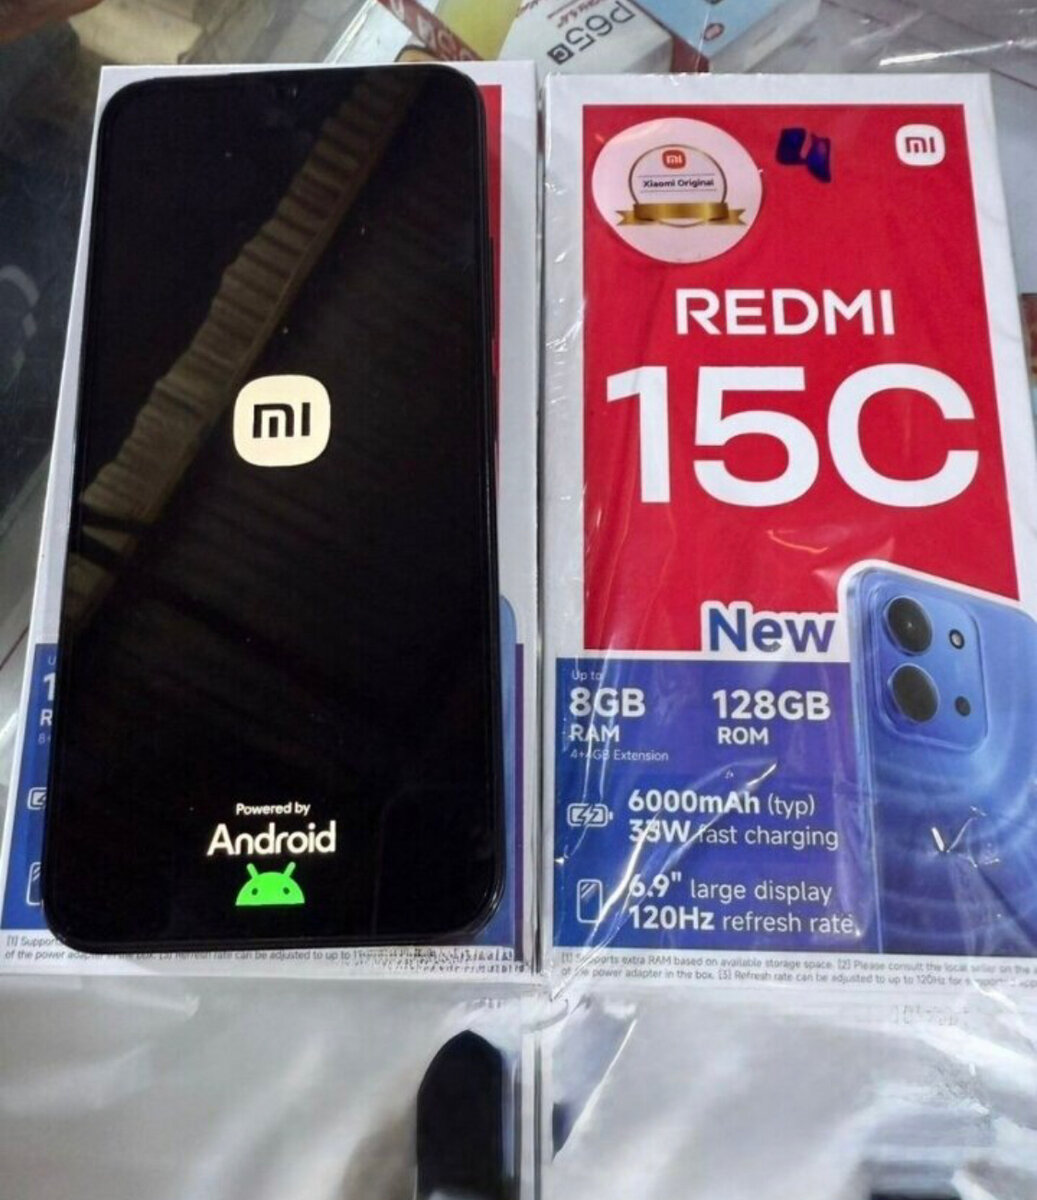 P65
mi
Powered by
Android
[1] Suppor
of the power adapter in the box. [3] Refresh rate can be adjusted to up to
mi
Xiaomi Original
mi
REDMI
15C
New
Up to
8GB
RAM
4+4GB Extension
128GB
ROM
6000mAh (typ)
33W fast charging
6.9" large display
120Hz refresh rate
[1] Supports extra RAM based on available storage space. [2] Please consult the local seller on the
of the power adapter in the box. [3] Refresh rate can be adjusted to up to 120Hz for